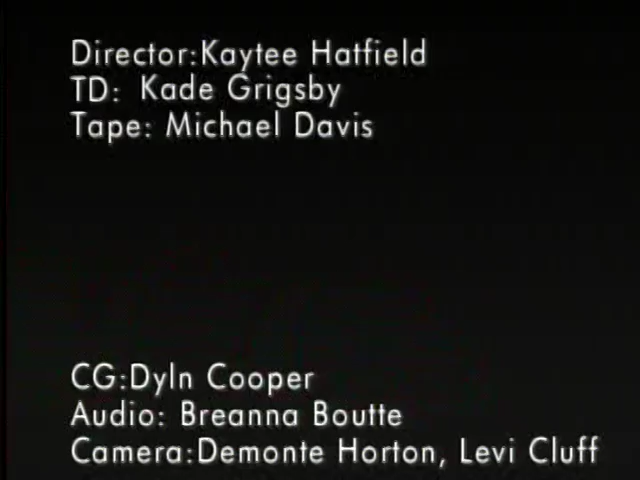 Director:Kaytee Hatfield
TD: Kade Grigsby
Tape: Michael Davis
CG:Dyln Cooper
Audio: Breanna Boutte
Camera:Demonte Horton, Levi Cluff